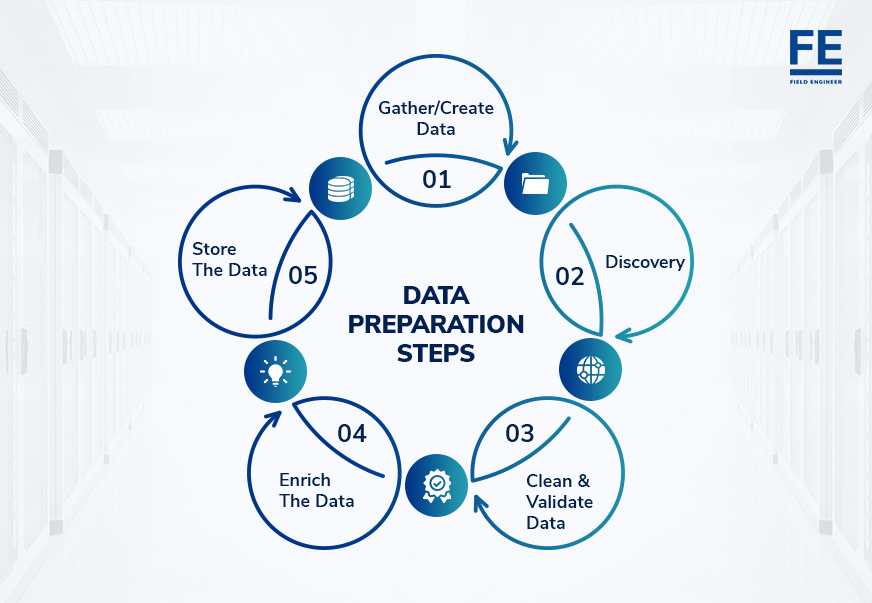 FE
FIELD ENGINEER
Gather/Create
Data
01
02
Discovery
03
Clean &
Validate
Data
04
Enrich
The Data
05
Store
The Data
DATA
PREPARATION
STEPS